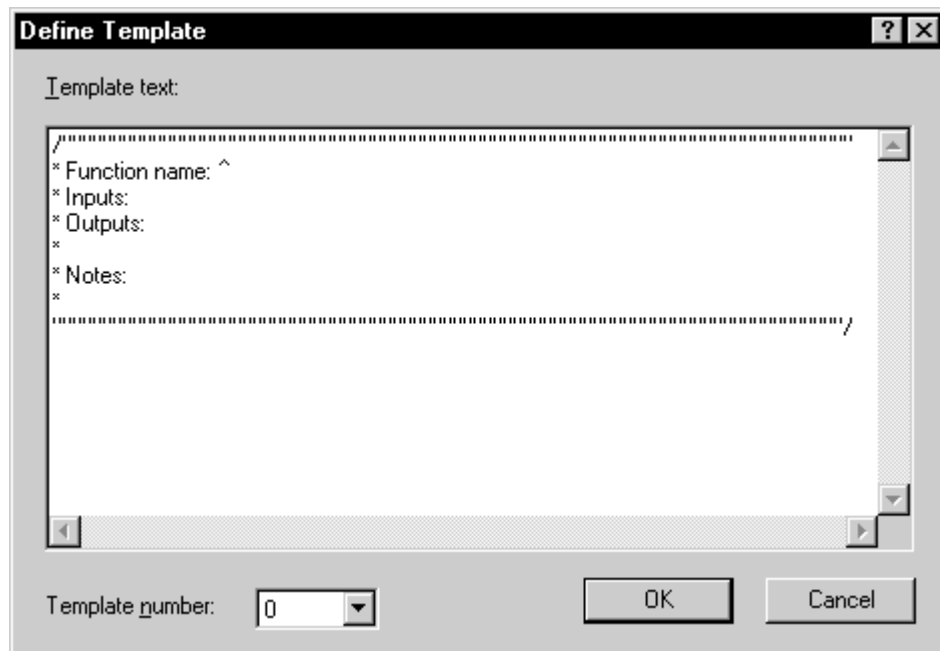 Define Template
Template text:
/*****************************************************************************
* Function name: ^
* Inputs:
* Outputs:
*
* Notes:
*
*****************************************************************************/
Template number:
0
OK
Cancel